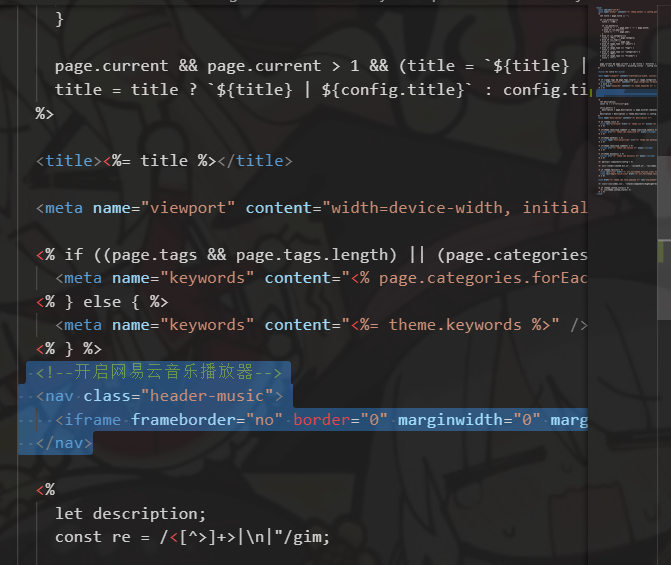 }
page.current && page.current > 1 && (title = `${title} |
title = title ? `${title} | ${config.title}` : config.ti
%>
<title><%= title %></title>
<meta name="viewport" content="width=device-width, initial
<% if ((page.tags && page.tags.length) || (page.categories
<meta name="keywords" content="<% page.categories.forEac
<% } else { %>
<meta name="keywords" content="<%= theme.keywords %>" />
<% } %>
<!--开启网易云音乐播放器-->
<nav class="header-music">
<iframe frameborder="no" border="0" marginwidth="0" marg
</nav>
<%
let description;
const re = /<[^>]+>|\n|"/gim;